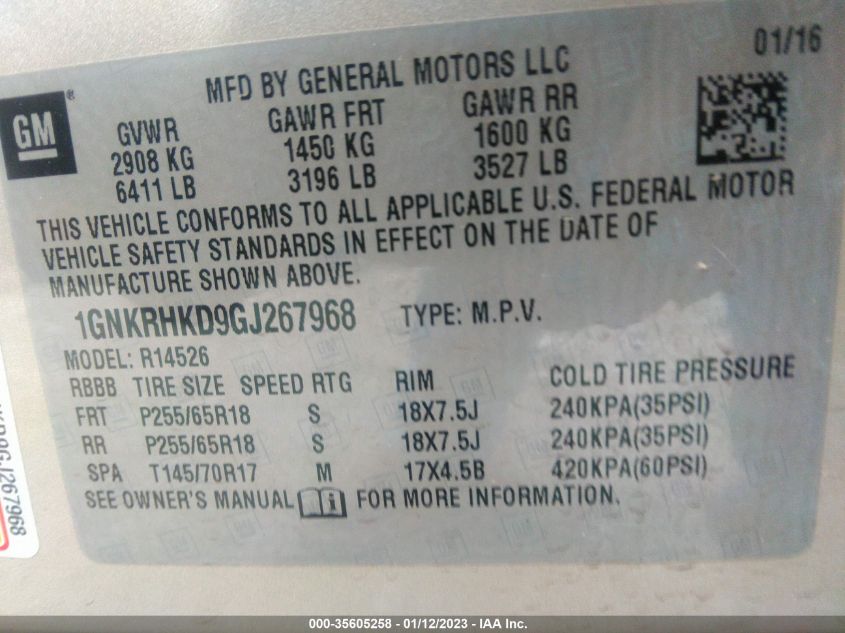 01/16
MFD BY GENERAL MOTORS LLC
GM®
GVWR GAWR FRT GAWR RR
2908 KG 1450 KG 1600 KG
6411 LB 3196 LB 3527 LB
THIS VEHICLE CONFORMS TO ALL APPLICABLE U.S. FEDERAL MOTOR
VEHICLE SAFETY STANDARDS IN EFFECT ON THE DATE OF
MANUFACTURE SHOWN ABOVE.
1GNKRHKD9GJ267968 TYPE: M.P.V.
MODEL: R14526
RBBB TIRE SIZE SPEED RTG RIM COLD TIRE PRESSURE
FRT P255/65R18 S 18X7.5J 240KPA(35PSI)
RR P255/65R18 S 18X7.5J 240KPA(35PSI)
SPA T145/70R17 M 17X4.5B 420KPA(60PSI)
SEE OWNER'S MANUAL i FOR MORE INFORMATION.
KD9GJ267968
000-35605258 - 01/12/2023 - IAA Inc.